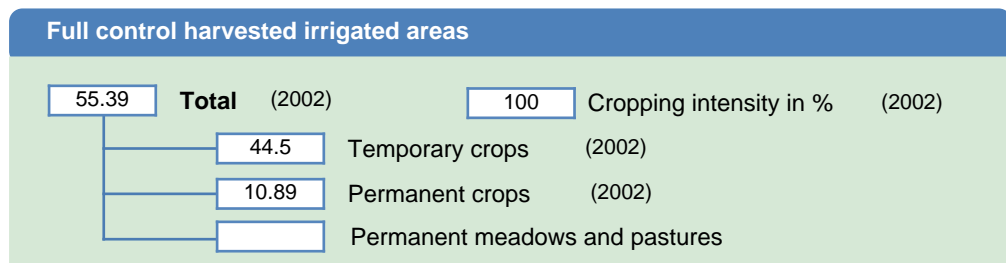 Full control harvested irrigated areas
55.39 Total (2002) 100 Cropping intensity in % (2002)
44.5 Temporary crops (2002)
10.89 Permanent crops (2002)
Permanent meadows and pastures